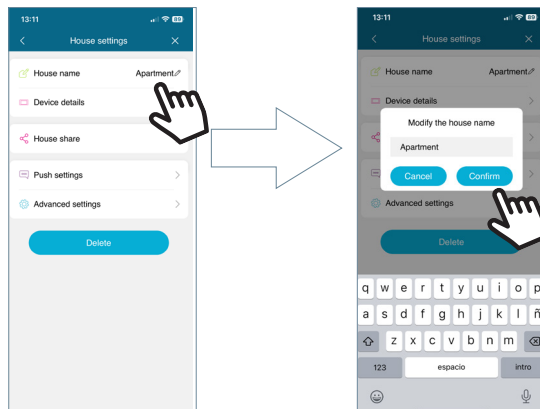 13:11
89
House settings
House name
Apartment
Device details
House share
Push settings
Advanced settings
Delete
13:11
89
House settings
House name
Apartment
Device details
Modify the house name
Apartment
Cancel
Confirm
Advanced settings
Delete
q w e r t y u i o p
a s d f g h j k l ñ
z x c v b n m
123
espacio
intro